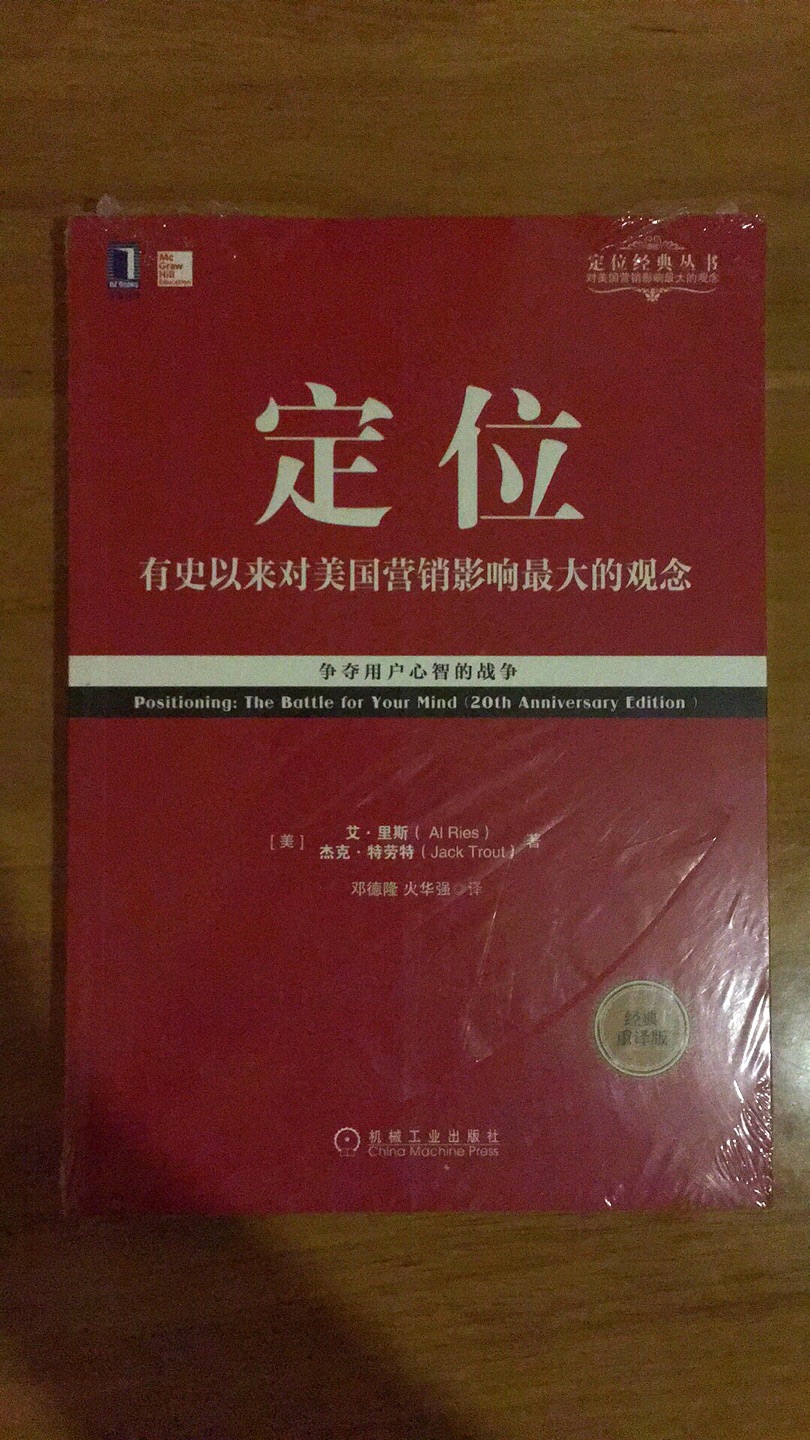 Mc
Graw
Hill
Education
定位经典丛书
对美国营销影响最大的观念
定位
有史以来对美国营销影响最大的观念
争夺用户心智的战争
Positioning: The Battle for Your Mind (20th Anniversary Edition )
[美] 艾·里斯( Al Ries )
杰克·特劳特(Jack Trout) 著
邓德隆 火华强 译
经典
重译版
机械工业出版社
China Machine Press